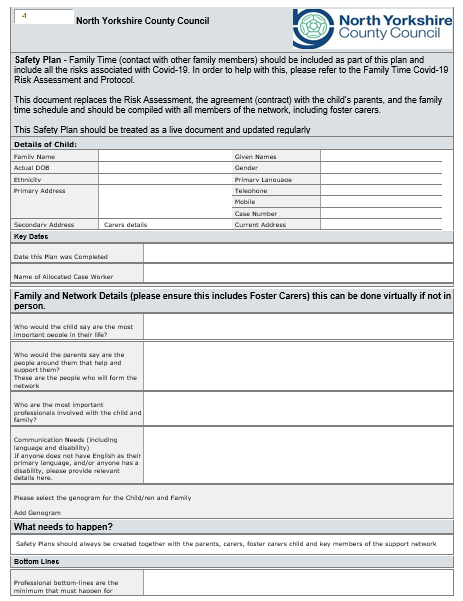 -1
North Yorkshire County Council
North Yorkshire
County Council
Safety Plan - Family Time (contact with other family members) should be included as part of this plan and
include all the risks associated with Covid-19. In order to help with this, please refer to the Family Time Covid-19
Risk Assessment and Protocol.
This document replaces the Risk Assessment, the agreement (contract) with the child's parents, and the family
time schedule and should be compiled with all members of the network, including foster carers.
This Safety Plan should be treated as a live document and updated regularly
Details of Child:
Family Name
Given Names
Actual DOB
Gender
Ethnicity
Primary Language
Primary Address
Telephone
Mobile
Case Number
Secondary Address
Carers details
Current Address
Key Dates
Date this Plan was Completed
Name of Allocated Case Worker
Family and Network Details (please ensure this includes Foster Carers) this can be done virtually if not in
person.
Who would the child say are the most
important people in their life?
Who would the parents say are the
people around them that help and
support them?
These are the people who will form the
network
Who are the most important
professionals involved with the child and
family?
Communication Needs (including
language and disability)
If anyone does not have English as their
primary language, and/or anyone has a
disability, please provide relevant
details here.
Please select the genogram for the Child/ren and Family
Add Genogram
What needs to happen?
Safety Plans should always be created together with the parents, carers, foster carers child and key members of the support network
Bottom Lines
Professional bottom-lines are the
minimum that must happen for